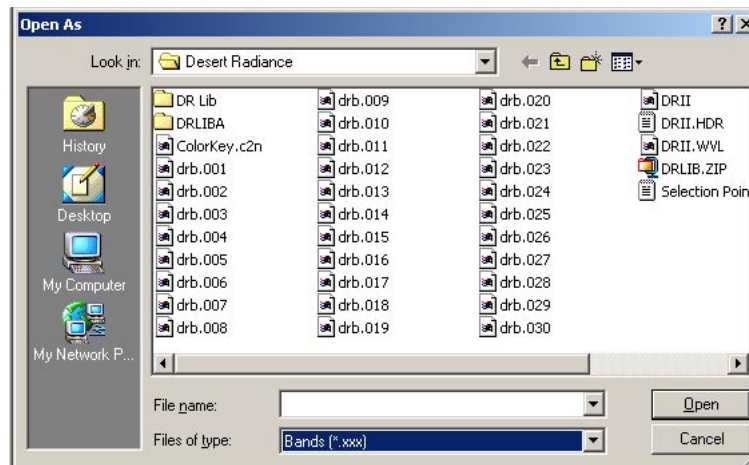 Open As
Look in: Desert Radiance
History
Desktop
My Computer
My Network P...
DR Lib
DRLIBA
ColorKey.c2n
drb.001
drb.002
drb.003
drb.004
drb.005
drb.006
drb.007
drb.008
drb.009
drb.010
drb.011
drb.012
drb.013
drb.014
drb.015
drb.016
drb.017
drb.018
drb.019
drb.020
drb.021
drb.022
drb.023
drb.024
drb.025
drb.026
drb.027
drb.028
drb.029
drb.030
DRII
DRII.HDR
DRII.WVL
DRLIB.ZIP
Selection Poin
File name:
Open
Files of type: Bands (*.xxx)
Cancel